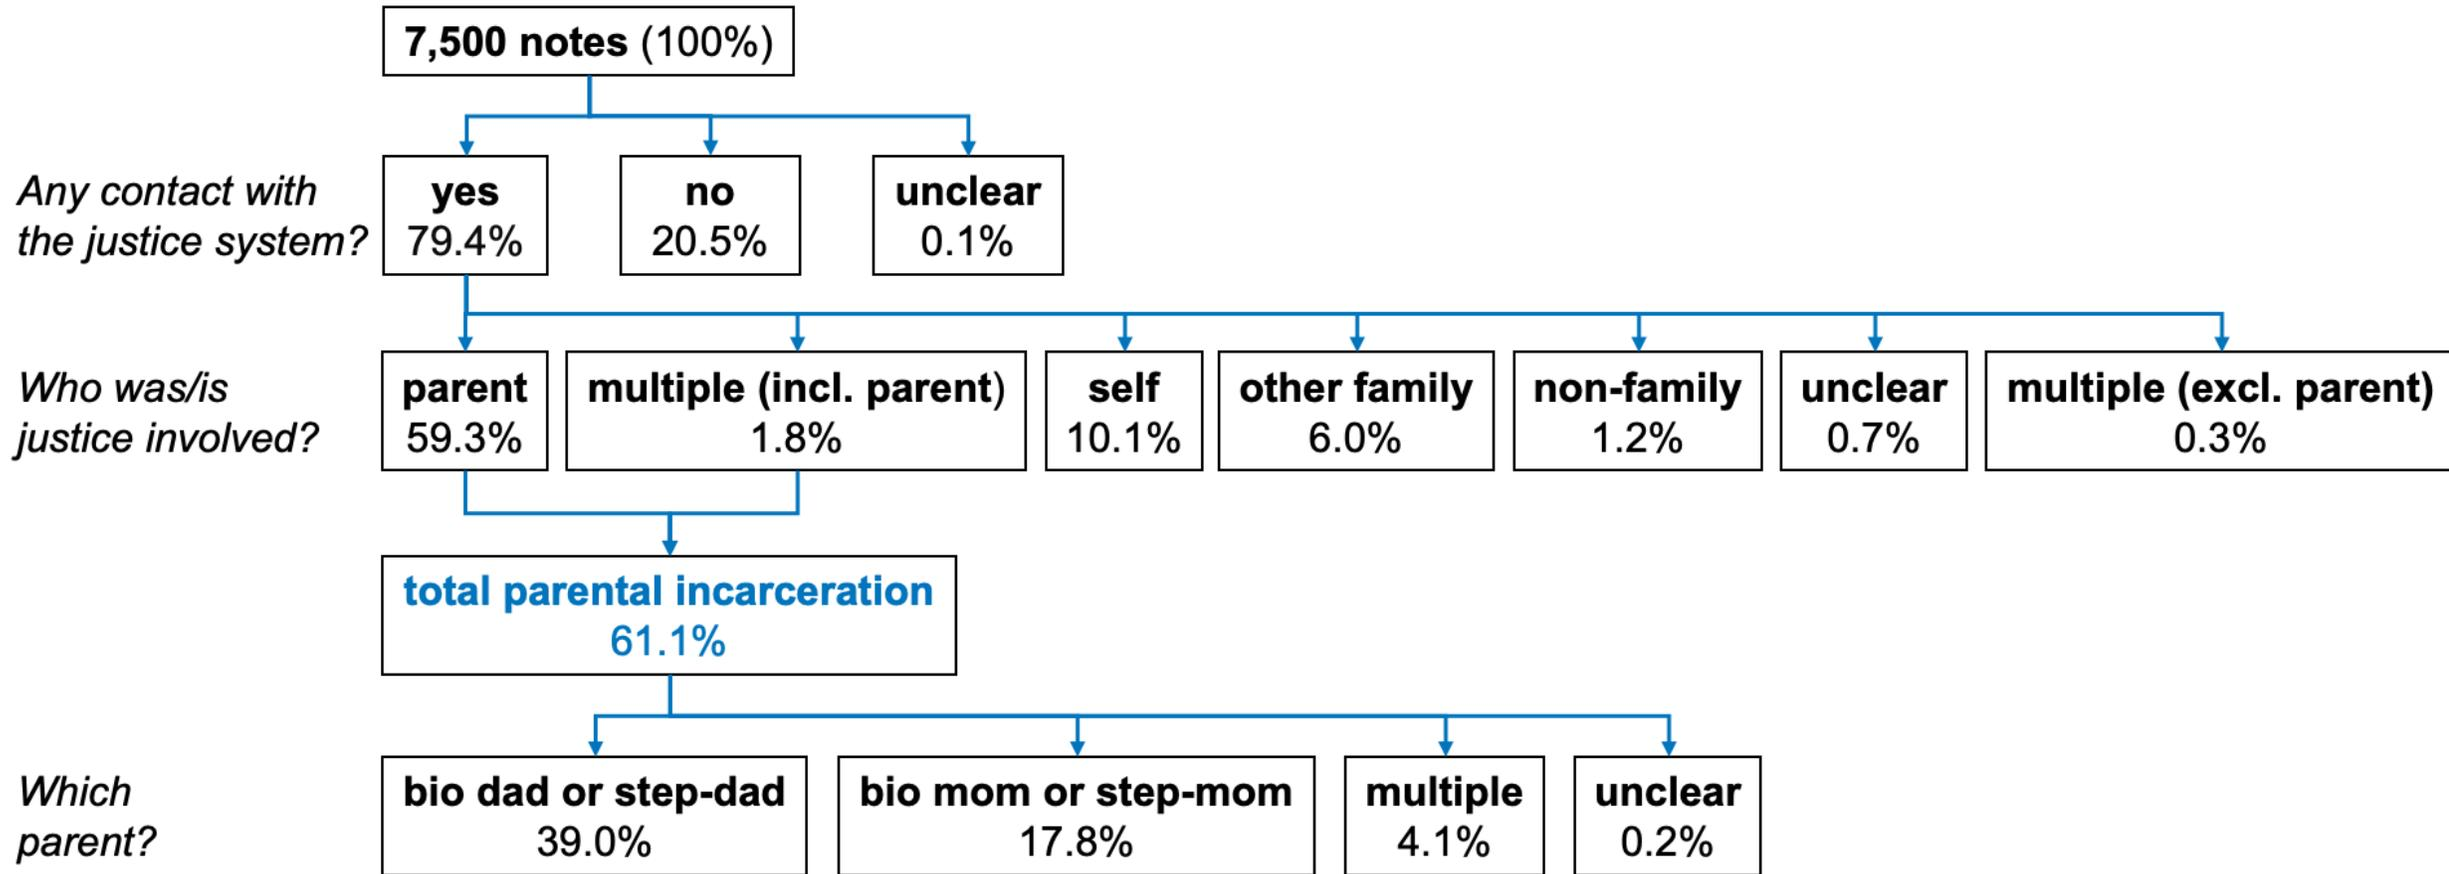 7,500 notes (100%)
Any contact with
the justice system?
yes
79.4%
no
20.5%
unclear
0.1%
Who was/is
justice involved?
parent
59.3%
multiple (incl. parent)
1.8%
self
10.1%
other family
6.0%
non-family
1.2%
unclear
0.7%
multiple (excl. parent)
0.3%
total parental incarceration
61.1%
Which
parent?
bio dad or step-dad
39.0%
bio mom or step-mom
17.8%
multiple
4.1%
unclear
0.2%